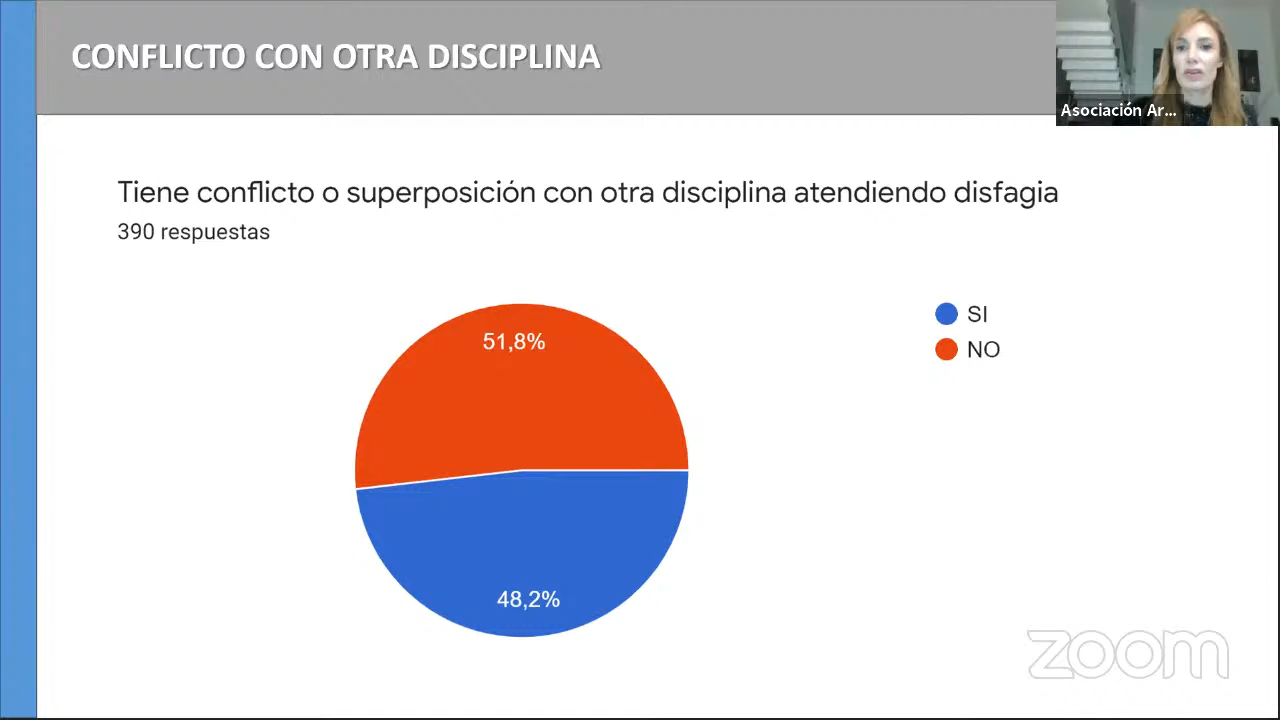 CONFLICTO CON OTRA DISCIPLINA
Asociación Ar...
Tiene conflicto o superposición con otra disciplina atendiendo disfagia
390 respuestas
51,8%
48,2%
SI
NO
zoom